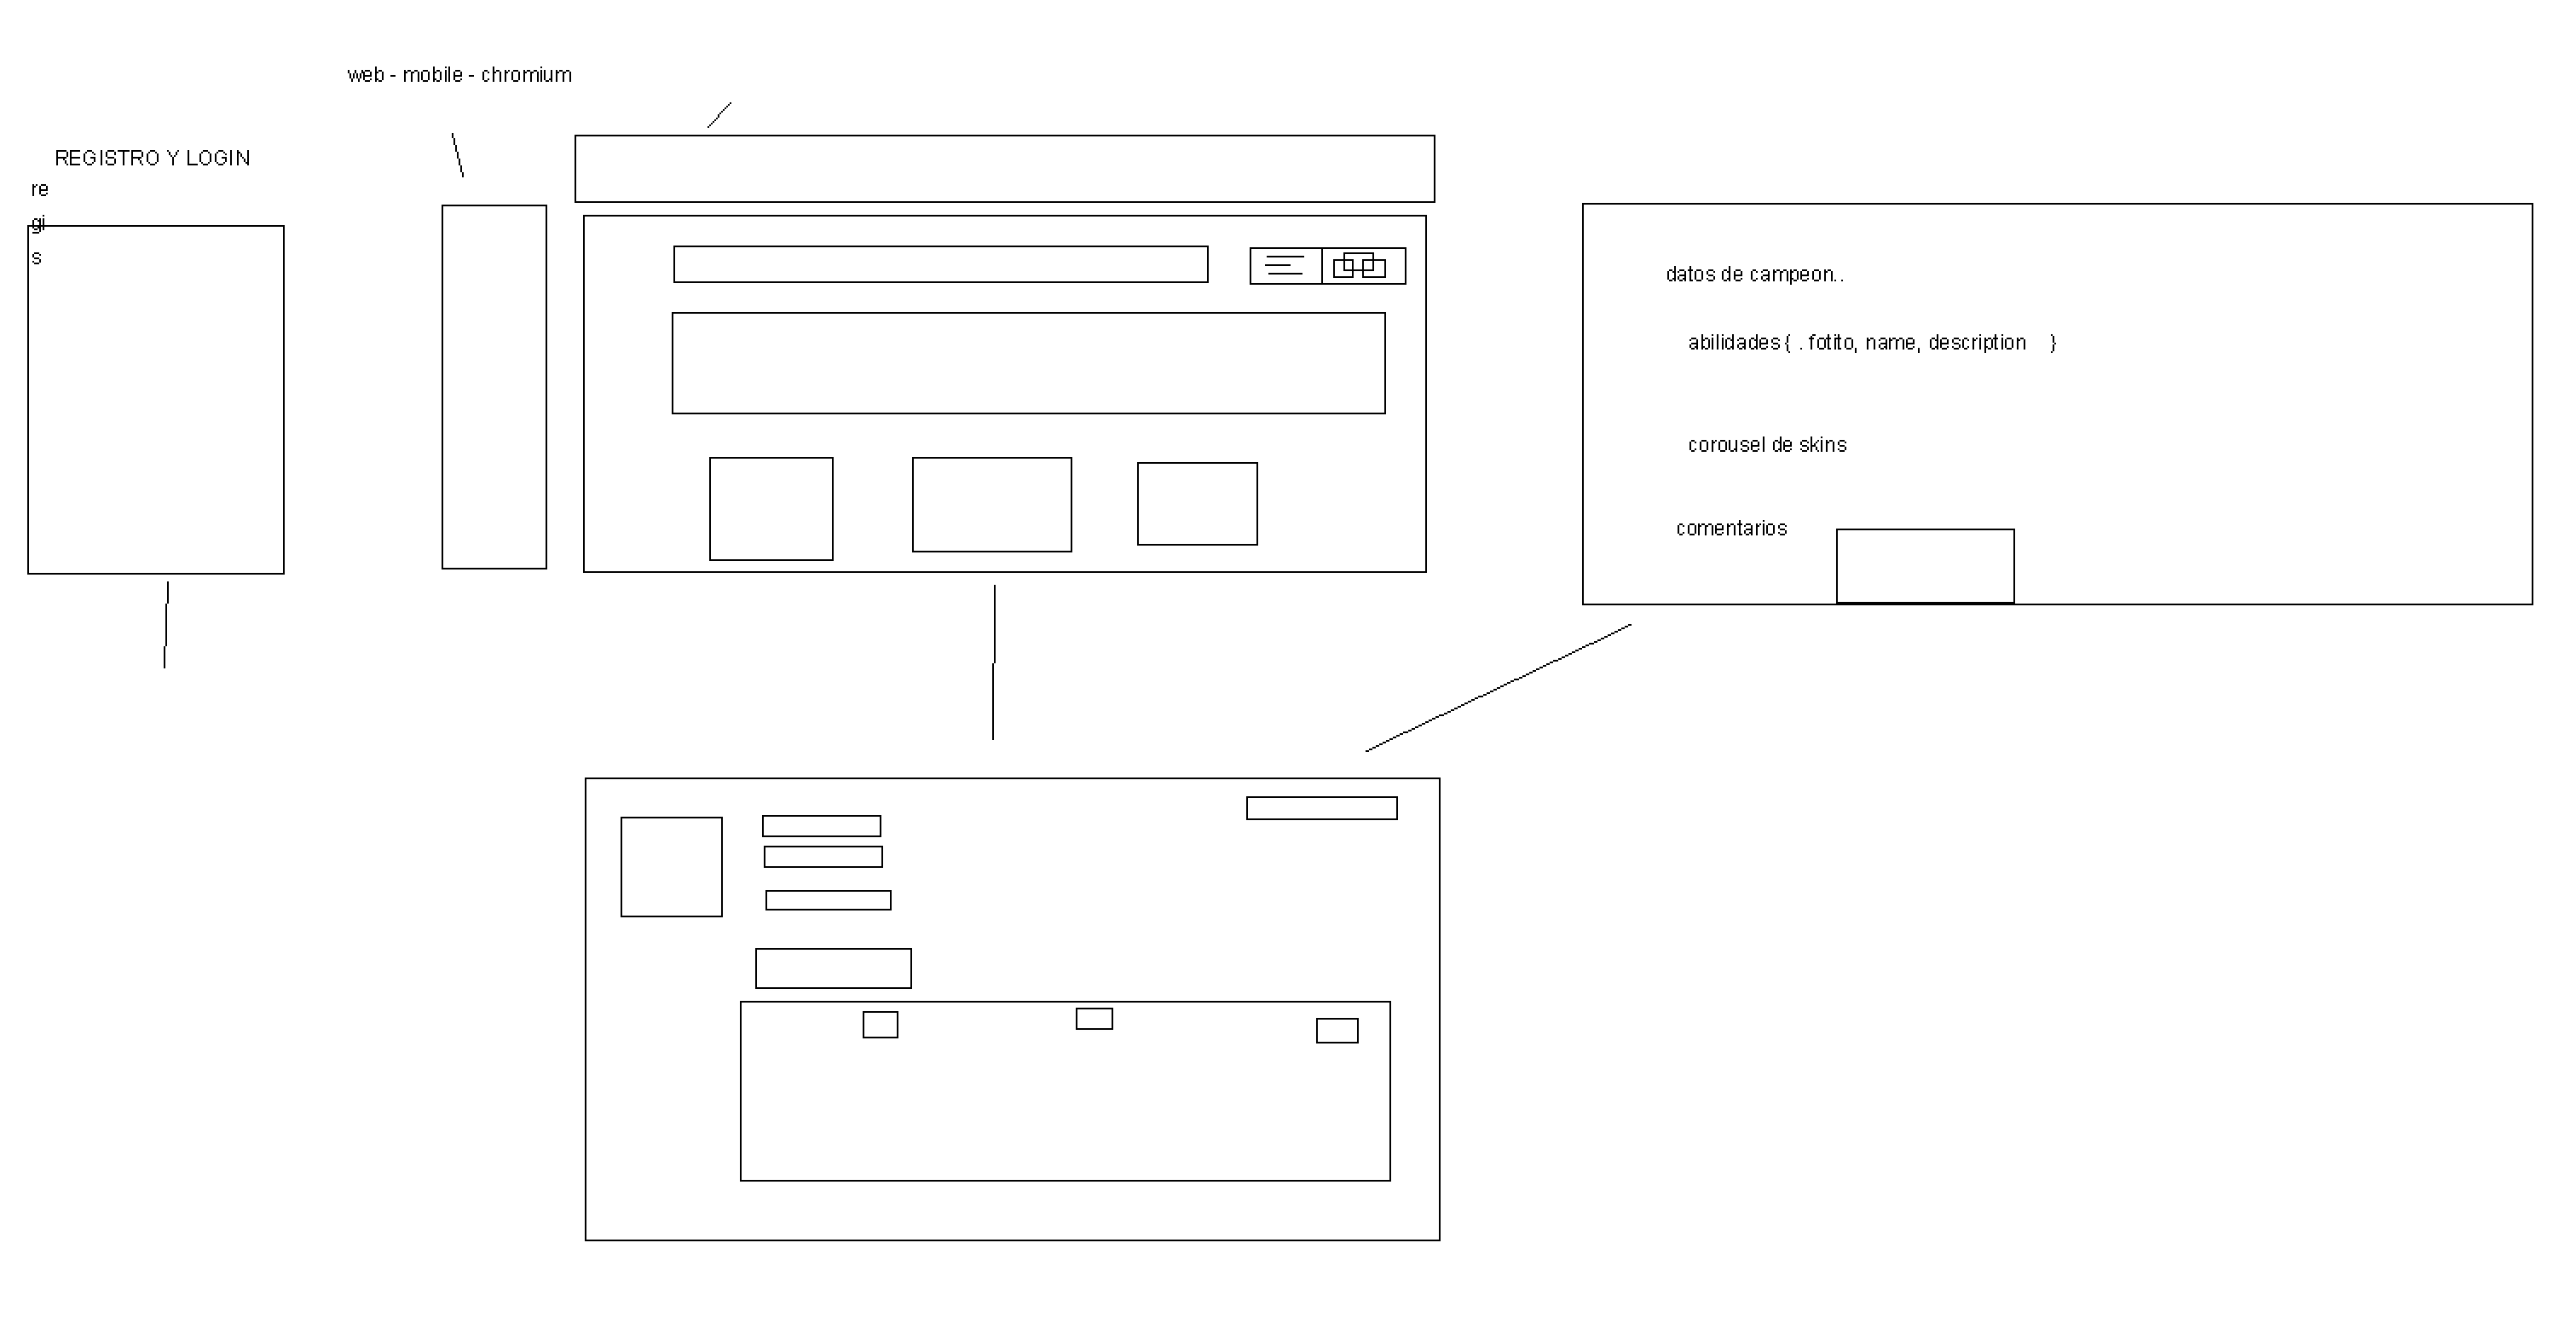 web - mobile - chromium
REGISTRO Y LOGIN
re
gi
s
datos de campeon..
abilidades { . fotito, name, description }
corousel de skins
comentarios